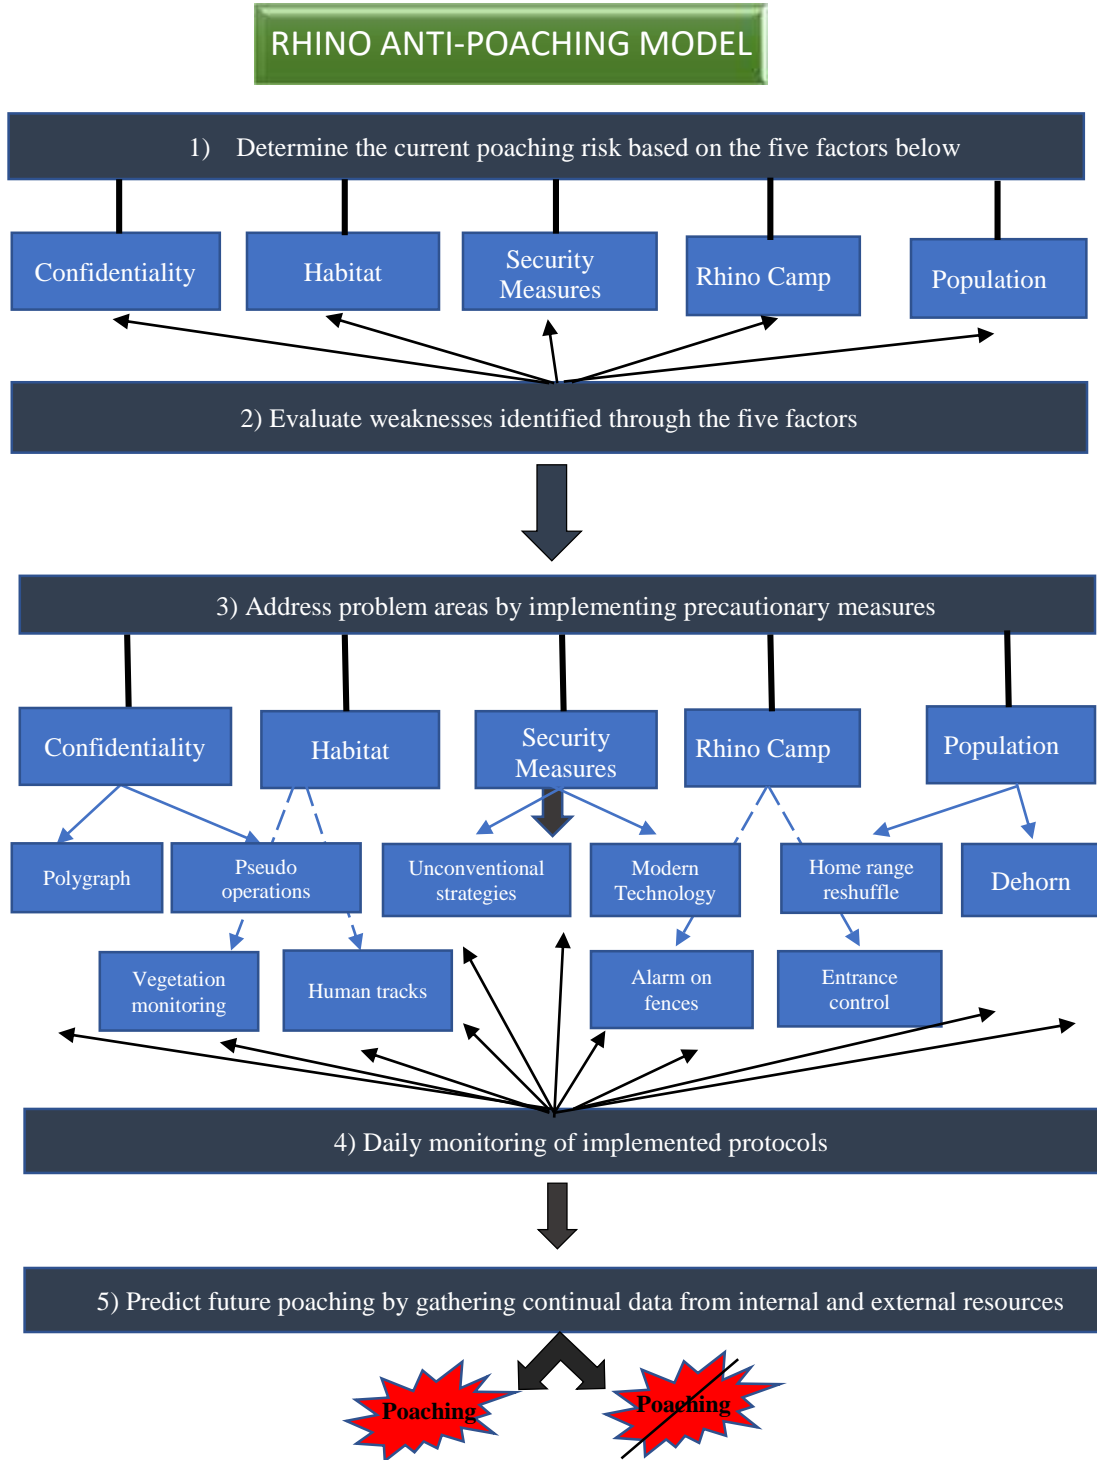 RHINO ANTI-POACHING MODEL
1) Determine the current poaching risk based on the five factors below
Confidentiality
Habitat
Security
Measures
Rhino Camp
Population
2) Evaluate weaknesses identified through the five factors
3) Address problem areas by implementing precautionary measures
Confidentiality
Habitat
Security
Measures
Rhino Camp
Population
Polygraph
Pseudo
operations
Unconventional
strategies
Modern
Technology
Home range
reshuffle
Dehorn
Vegetation
monitoring
Human tracks
Alarm on
fences
Entrance
control
4) Daily monitoring of implemented protocols
5) Predict future poaching by gathering continual data from internal and external resources
Poaching
Poaching